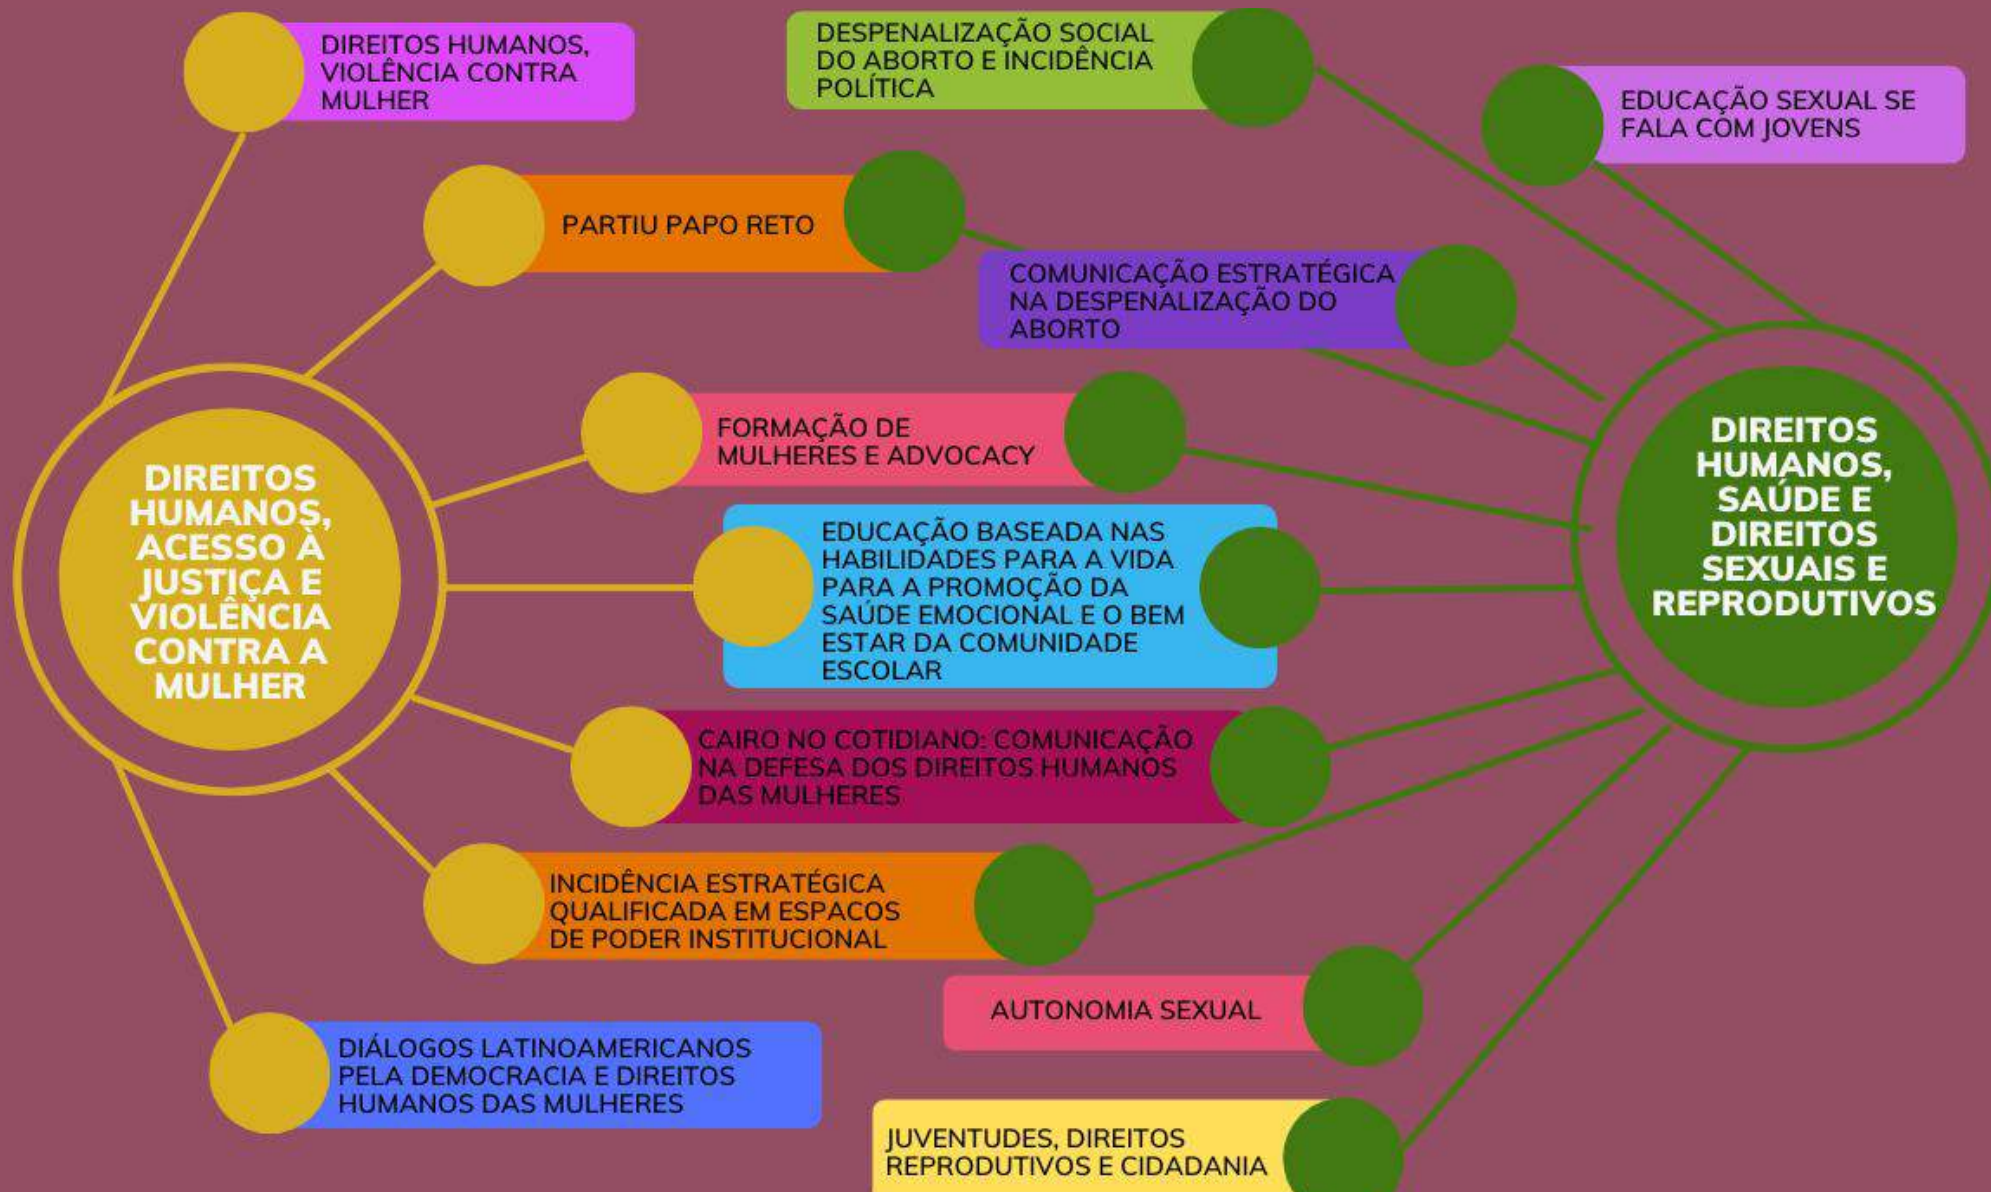 DIREITOS HUMANOS,
VIOLÊNCIA CONTRA
MULHER
DESPENALIZAÇÃO SOCIAL
DO ABORTO E INCIDÊNCIA
POLÍTICA
EDUCAÇÃO SEXUAL SE
FALA COM JOVENS
PARTIU PAPO RETO
COMUNICAÇÃO ESTRATÉGICA
NA DESPENALIZAÇÃO DO
ABORTO
FORMAÇÃO DE
MULHERES E ADVOCACY
DIREITOS
HUMANOS,
ACESSO À
JUSTIÇA E
VIOLÊNCIA
CONTRA A
MULHER
EDUCAÇÃO BASEADA NAS
HABILIDADES PARA A VIDA
PARA A PROMOÇÃO DA
SAÚDE EMOCIONAL E O BEM
ESTAR DA COMUNIDADE
ESCOLAR
DIREITOS
HUMANOS,
SAÚDE E
DIREITOS
SEXUAIS E
REPRODUTIVOS
CAIRO NO COTIDIANO: COMUNICAÇÃO
NA DEFESA DOS DIREITOS HUMANOS
DAS MULHERES
INCIDÊNCIA ESTRATÉGICA
QUALIFICADA EM ESPACOS
DE PODER INSTITUCIONAL
AUTONOMIA SEXUAL
DIÁLOGOS LATINOAMERICANOS
PELA DEMOCRACIA E DIREITOS
HUMANOS DAS MULHERES
JUVENTUDES, DIREITOS
REPRODUTIVOS E CIDADANIA